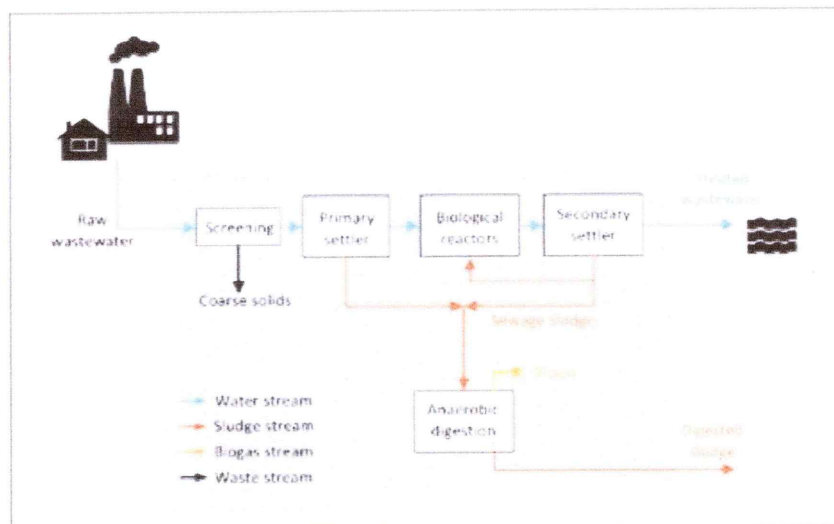 Treated
wastewater
Raw
wastewater
Screening
Primary
settler
Biological
reactors
Secondary
settler
Coarse solids
Sewage sludge
Anaerobic
digestion
Digested
sludge
Water stream
Sludge stream
Biogas stream
Waste stream